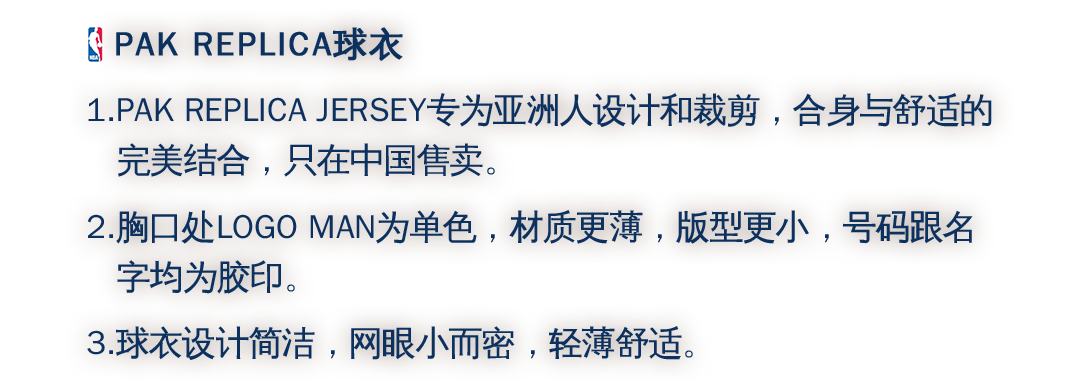 PAK REPLICA球衣
1.PAK REPLICA JERSEY专为亚洲人设计和裁剪，合身与舒适的
完美结合，只在中国售卖。
2.胸口处LOGO MAN为单色，材质更薄，版型更小，号码跟名
字均为胶印。
3.球衣设计简洁，网眼小而密，轻薄舒适。